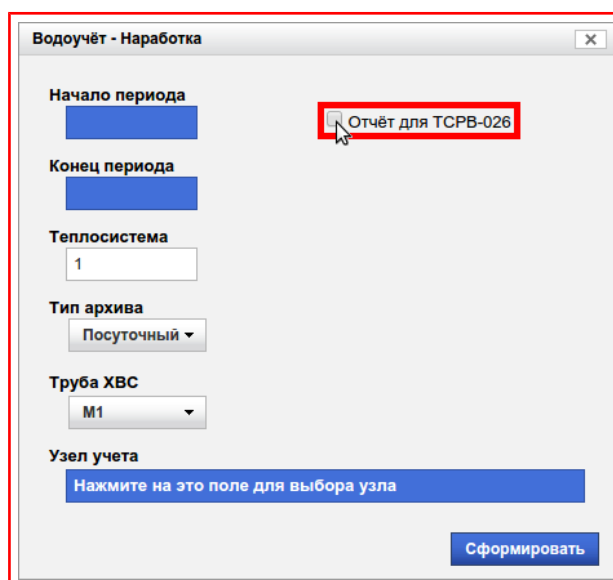 Водоучёт - Наработка
Начало периода
Отчёт для ТСРВ-026
Конец периода
Теплосистема
1
Тип архива
Посуточный
Труба ХВС
М1
Узел учета
Нажмите на это поле для выбора узла
Сформировать